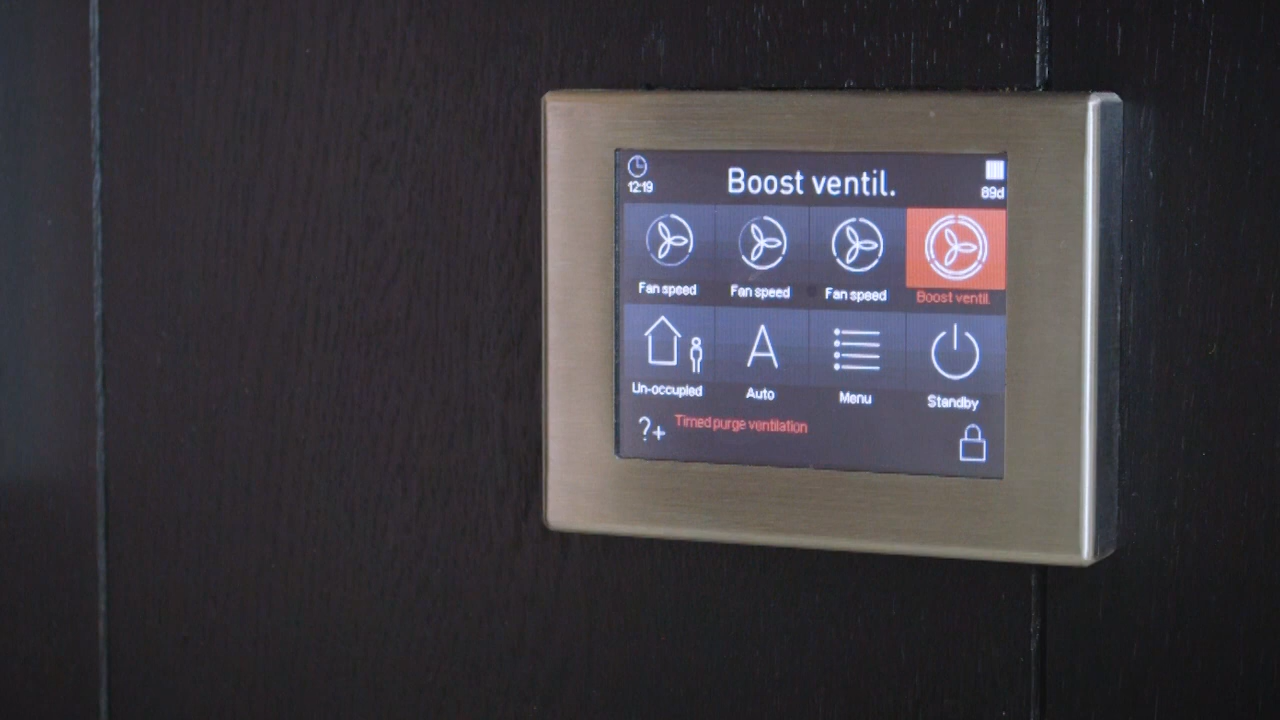 12:19
Boost ventil.
89d
Fan speed
Fan speed
Fan speed
Boost ventil.
Un-occupied
A
Auto
Menu
Standby
?+
Timed purge ventilation